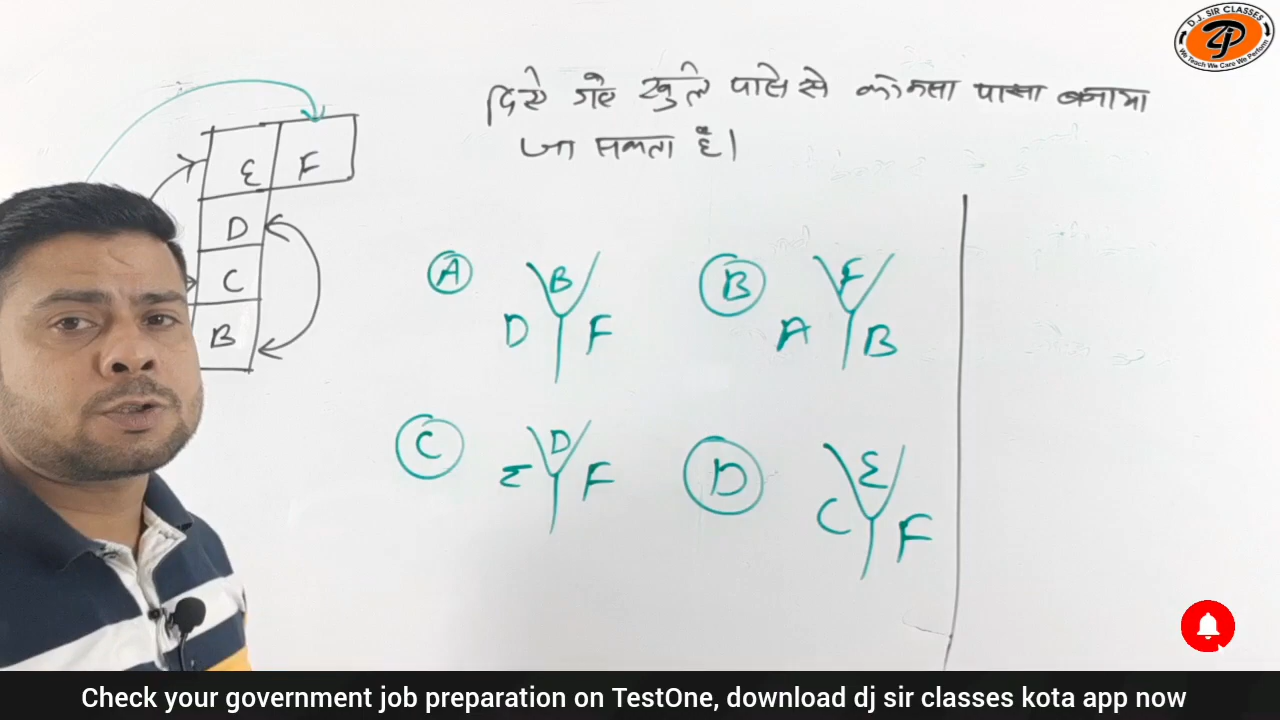 D.J. SIR CLASSES
We Teach We Care We Perform
दिए गए खुले पासे से कौनसा पासा बनाया
जा सकता है।
E F
D
C
B
A B D F
B F A B
C D E F
D E C F
Check your government job preparation on TestOne, download dj sir classes kota app now